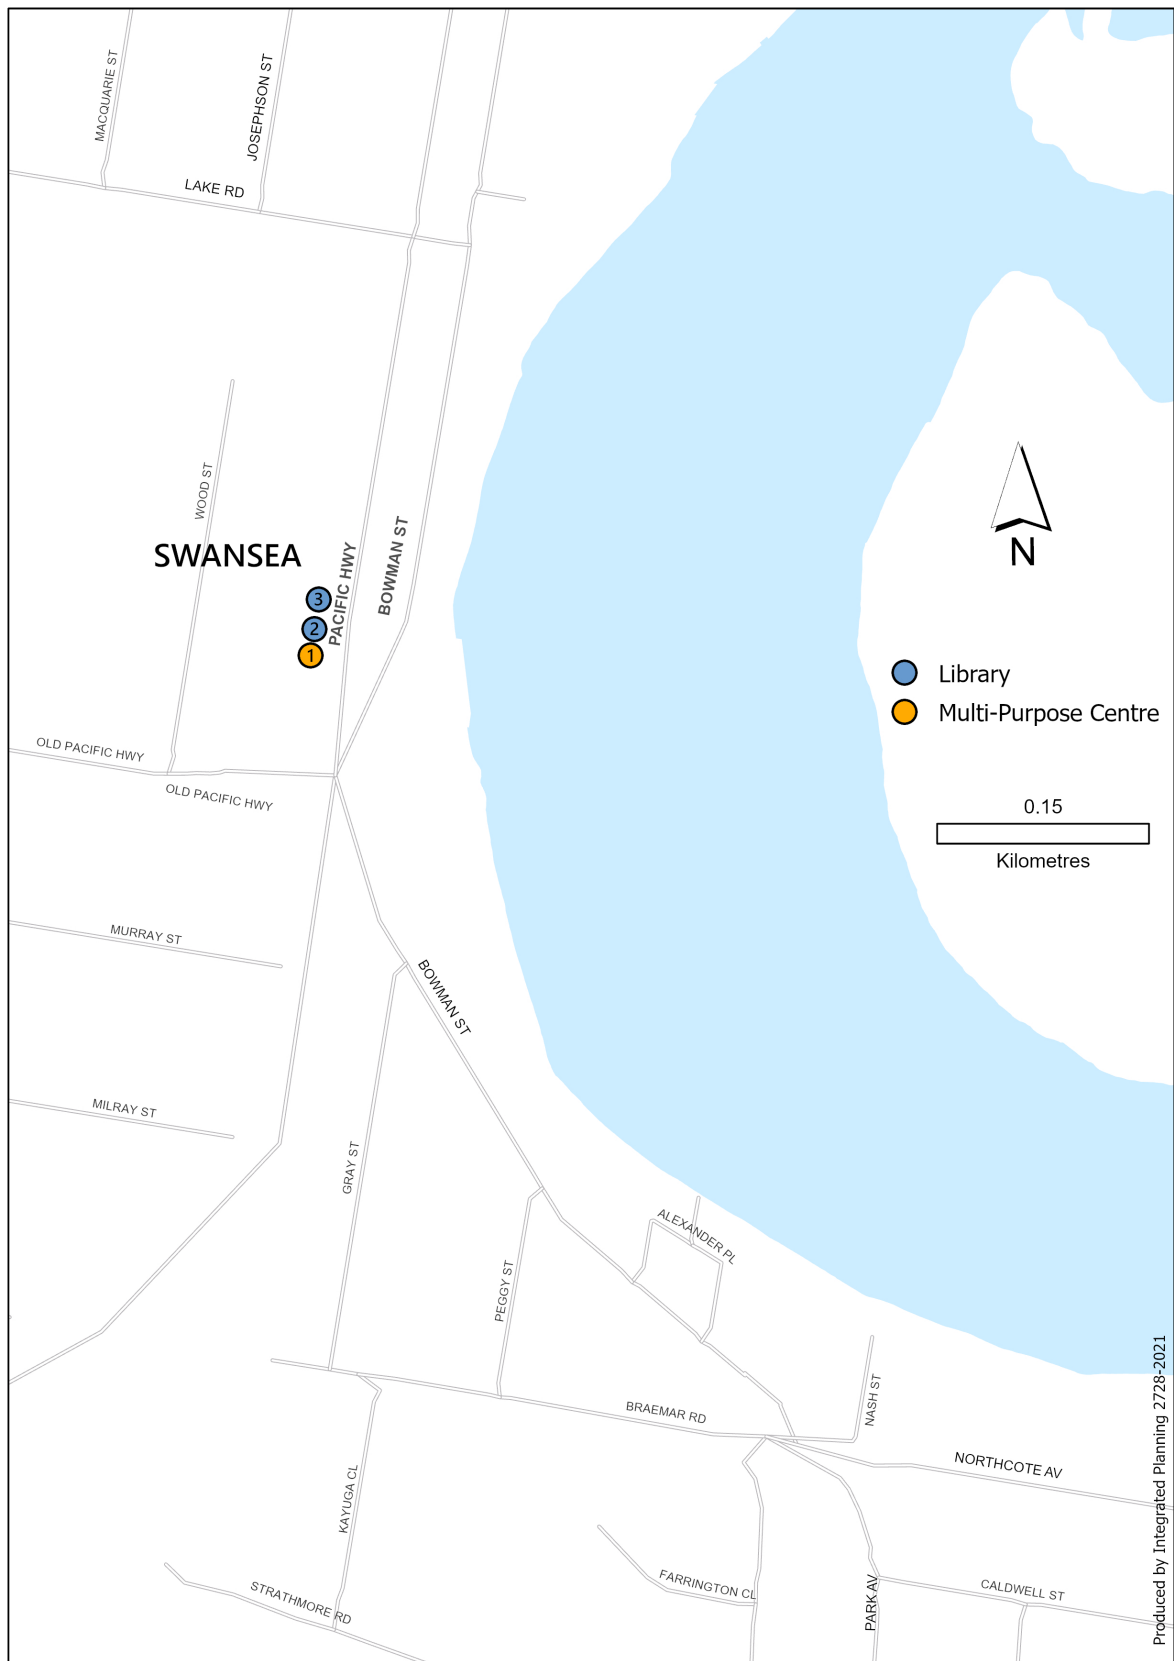 MACQUARIE ST
JOSEPHSON ST
LAKE RD
WOOD ST
SWANSEA
PACIFIC HWY
BOWMAN ST
N
3
2
1
Library
Multi-Purpose Centre
OLD PACIFIC HWY
OLD PACIFIC HWY
0.15
Kilometres
MURRAY ST
BOWMAN ST
MILRAY ST
GRAY ST
ALEXANDER PL
PEGGY ST
NASH ST
BRAEMAR RD
NORTHCOTE AV
KAYUGA CL
FARRINGTON CL
CALDWELL ST
STRATHMORE RD
PARK AV
Produced by Integrated Planning 2728-2021